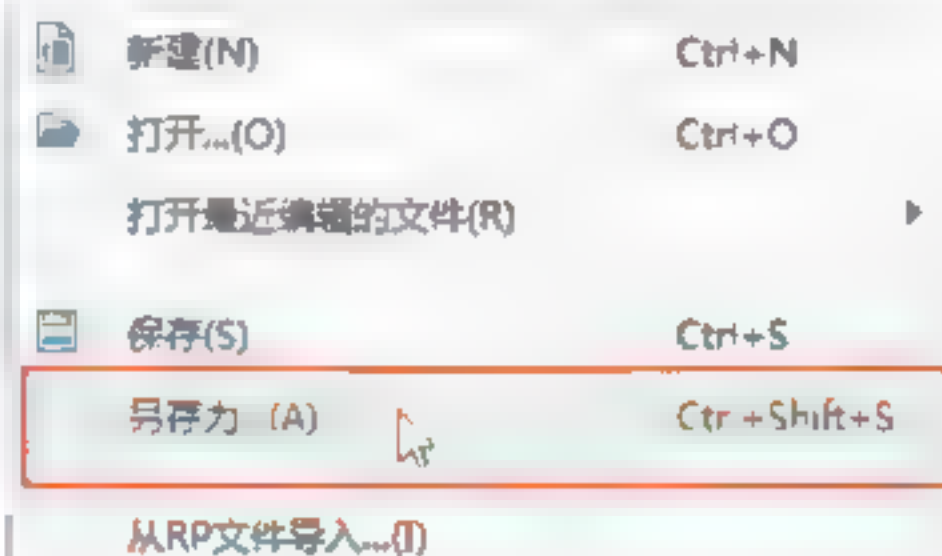 新建(N) Ctrl+N
打开...(O) Ctrl+O
打开最近编辑的文件(R)
保存(S) Ctrl+S
另存为...(A) Ctrl+Shift+S
从RP文件导入...(I)